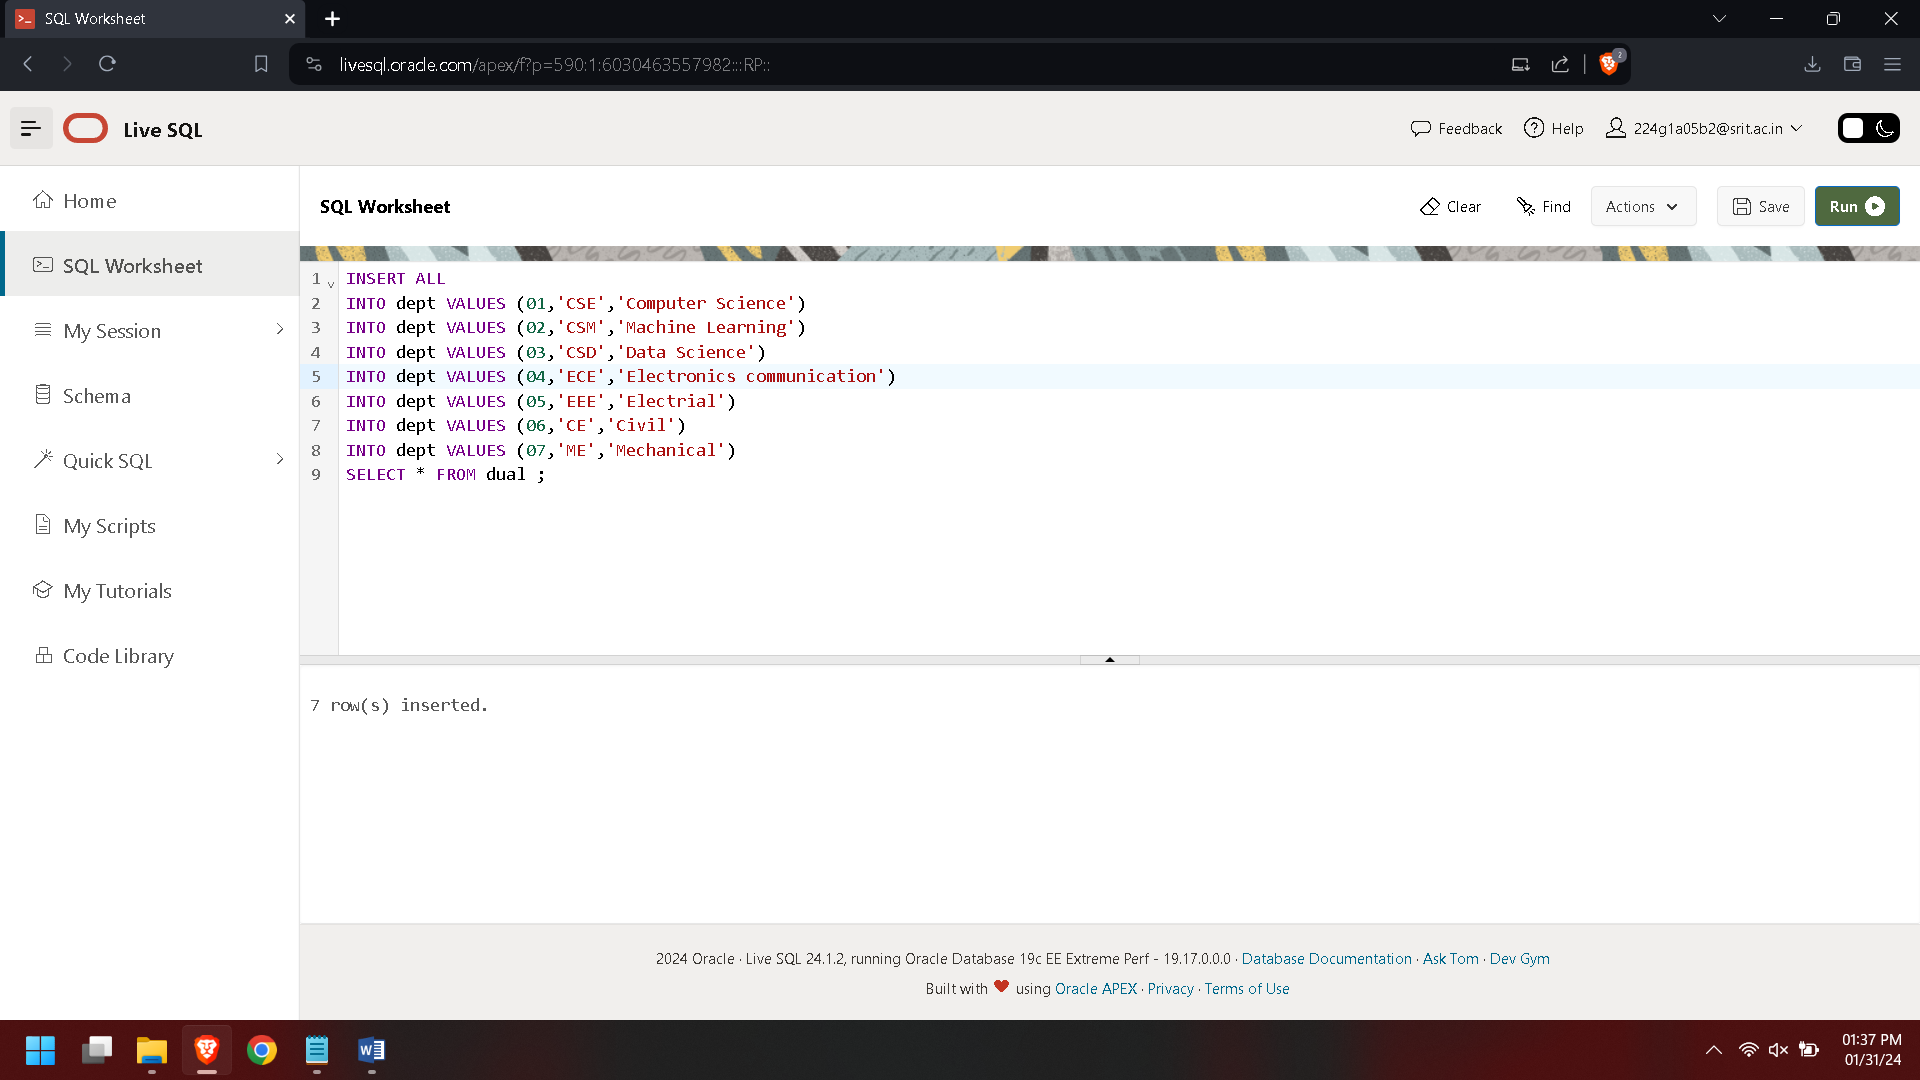 SQL Worksheet
livesql.oracle.com/apex/f?p=590:1:6030463557982:::RP::
2
Live SQL
Feedback
Help
224g1a05b2@srit.ac.in
Home
SQL Worksheet
My Session
Schema
Quick SQL
My Scripts
My Tutorials
Code Library
SQL Worksheet
Clear
Find
Actions
Save
Run
1 INSERT ALL
2 INTO dept VALUES (01,'CSE','Computer Science')
3 INTO dept VALUES (02,'CSM','Machine Learning')
4 INTO dept VALUES (03,'CSD','Data Science')
5 INTO dept VALUES (04,'ECE','Electronics communication')
6 INTO dept VALUES (05,'EEE','Electrial')
7 INTO dept VALUES (06,'CE','Civil')
8 INTO dept VALUES (07,'ME','Mechanical')
9 SELECT * FROM dual ;
7 row(s) inserted.
2024 Oracle · Live SQL 24.1.2, running Oracle Database 19c EE Extreme Perf - 19.17.0.0.0 · Database Documentation · Ask Tom · Dev Gym
Built with ❤ using Oracle APEX · Privacy · Terms of Use
01:37 PM
01/31/24